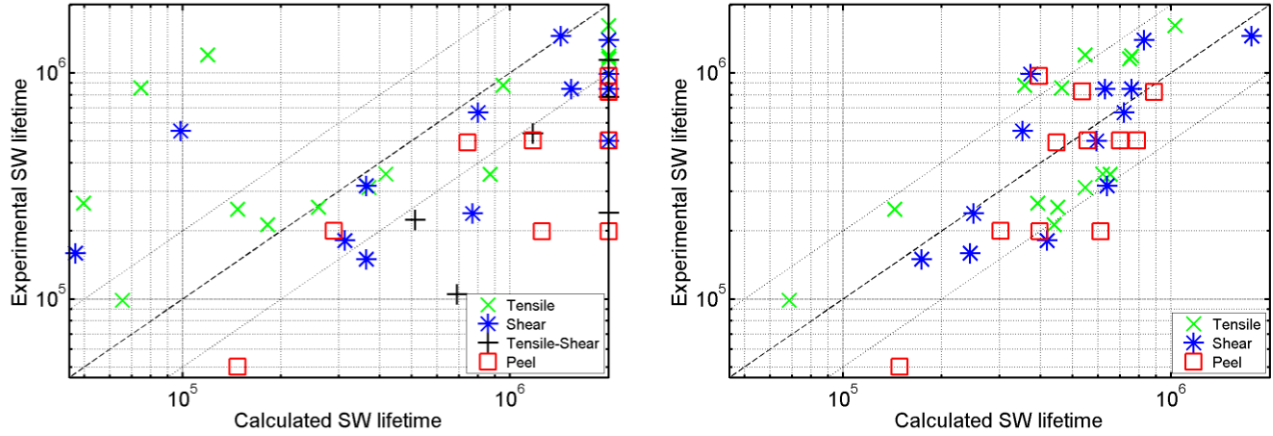 Experimental SW lifetime
10^6
10^5
Tensile
Shear
Tensile-Shear
Peel
10^5
10^6
Calculated SW lifetime
Experimental SW lifetime
10^6
10^5
Tensile
Shear
Peel
10^5
10^6
Calculated SW lifetime